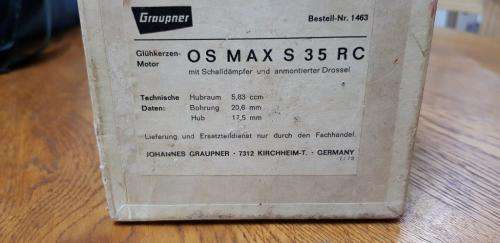 Graupner
Bestell-Nr. 1463
Glühkerzen-
Motor
OS MAX S 35 RC
mit Schalldämpfer und anmontierter Drossel
Technische Hubraum 5,83 ccm
Daten: Bohrung 20,6 mm
Hub 17,5 mm
Lieferung und Ersatzteildienst nur durch den Fachhandel.
JOHANNES GRAUPNER · 7312 KIRCHHEIM-T. · GERMANY